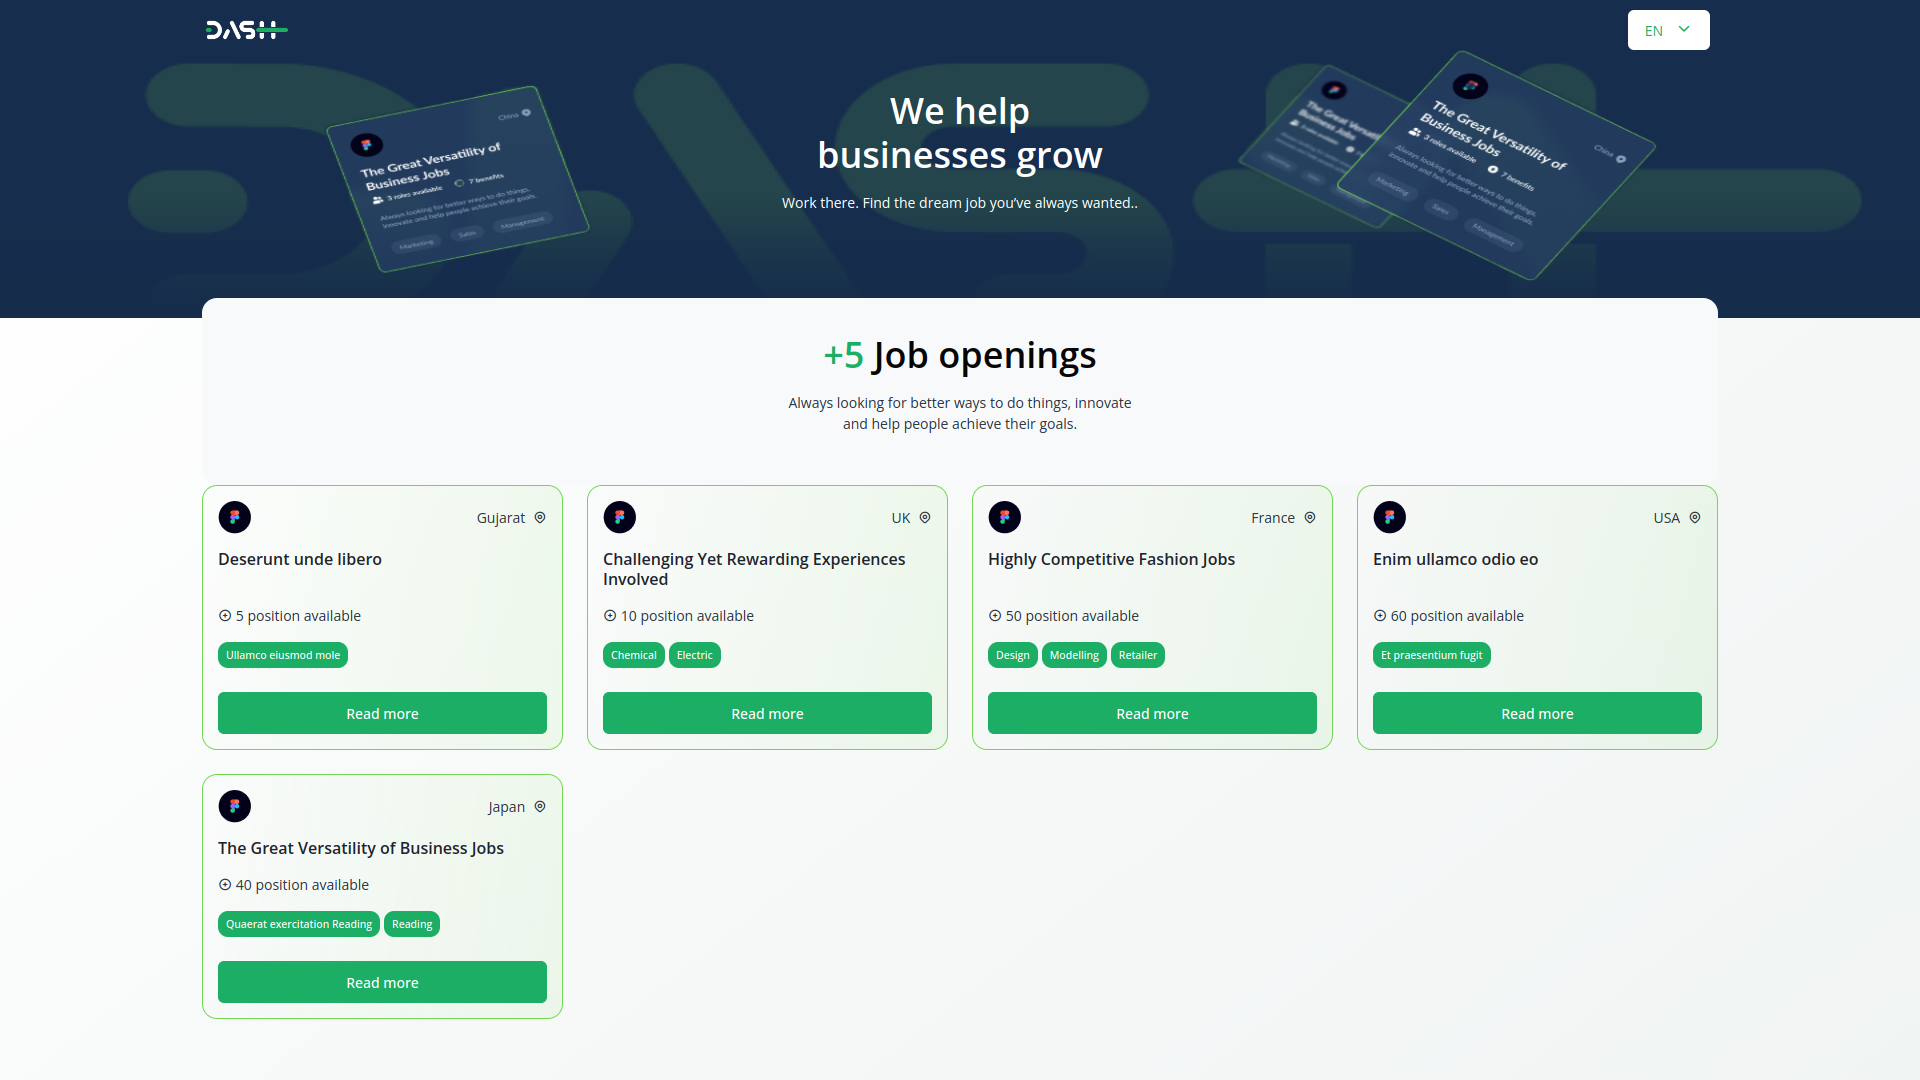 DASH
EN
We help
businesses grow
Work there. Find the dream job you’ve always wanted..
China
The Great Versatility of
Business Jobs
3 roles available
7 benefits
Always looking for better ways to do things,
innovate and help people achieve their goals.
Marketing
Sales
Management
The Great Versatility of
Business Jobs
China
3 roles available
7 benefits
Always looking for better ways to do things,
innovate and help people achieve their goals.
Marketing
Sales
Management
+5 Job openings
Always looking for better ways to do things, innovate
and help people achieve their goals.
Gujarat
Deserunt unde libero
5 position available
Ullamco eiusmod mole
Read more
UK
Challenging Yet Rewarding Experiences
Involved
10 position available
Chemical Electric
Read more
France
Highly Competitive Fashion Jobs
50 position available
Design Modelling Retailer
Read more
USA
Enim ullamco odio eo
60 position available
Et praesentium fugit
Read more
Japan
The Great Versatility of Business Jobs
40 position available
Quaerat exercitation Reading Reading
Read more